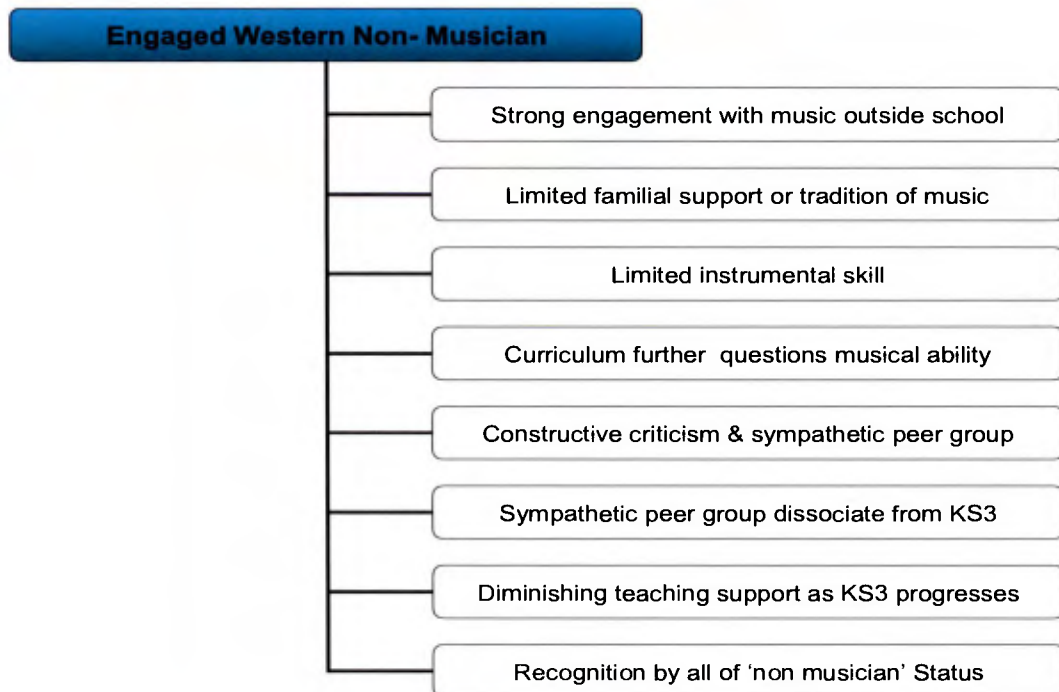 Engaged Western Non- Musician
Strong engagement with music outside school
Limited familial support or tradition of music
Limited instrumental skill
Curriculum further questions musical ability
Constructive criticism & sympathetic peer group
Sympathetic peer group dissociate from KS3
Diminishing teaching support as KS3 progresses
Recognition by all of ‘non musician’ Status